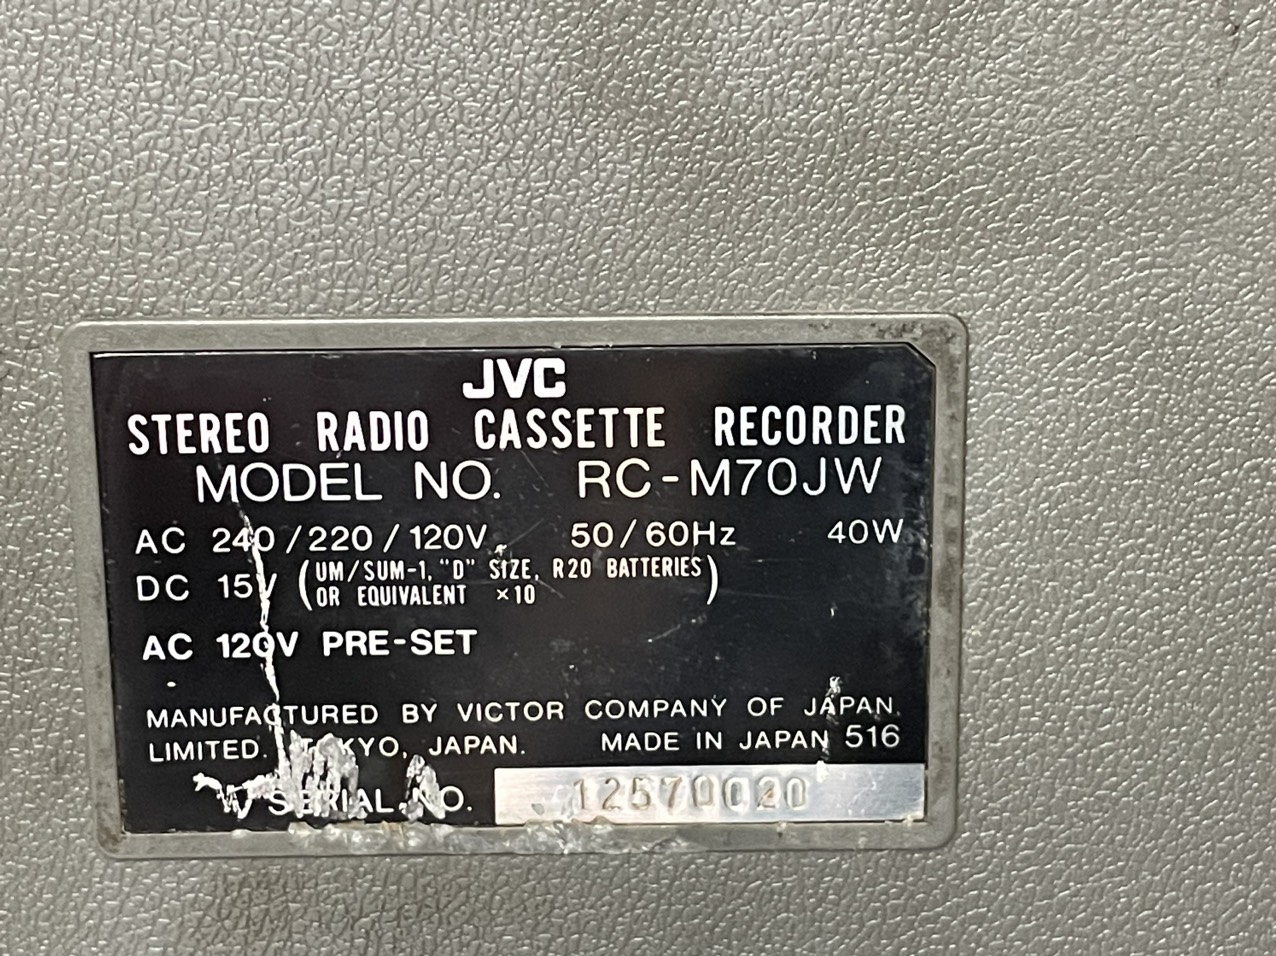 JVC
STEREO RADIO CASSETTE RECORDER
MODEL NO. RC-M70JW
AC 240/220/120V 50/60Hz 40W
DC 15V (UM/SUM-1, "D" SIZE, R20 BATTERIES
OR EQUIVALENT ×10)
AC 120V PRE-SET
MANUFACTURED BY VICTOR COMPANY OF JAPAN,
LIMITED. TOKYO, JAPAN. MADE IN JAPAN 516
SERIAL NO. 12570020